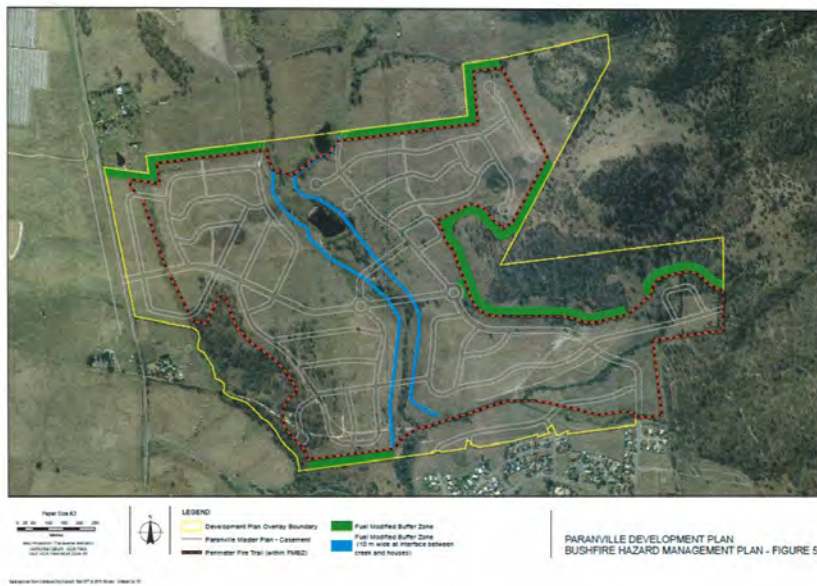 Paper Size A3
LEGEND
Development Plan Overlay Boundary
Paranville Master Plan - Casement
Perimeter Fire Trail (within FMBZ)
Fuel Modified Buffer Zone
Fuel Modified Buffer Zone
(10 m wide at interface between
creek and houses)
PARANVILLE DEVELOPMENT PLAN
BUSHFIRE HAZARD MANAGEMENT PLAN - FIGURE 5